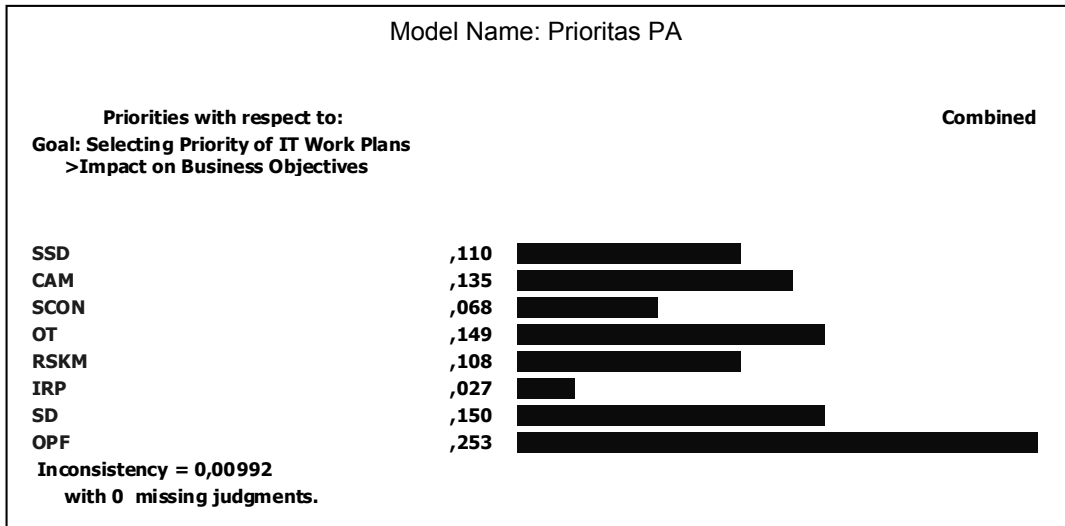 Model Name: Prioritas PA
Priorities with respect to: Combined
Goal: Selecting Priority of IT Work Plans
>Impact on Business Objectives
SSD ,110
CAM ,135
SCON ,068
OT ,149
RSKM ,108
IRP ,027
SD ,150
OPF ,253
Inconsistency = 0,00992
with 0 missing judgments.